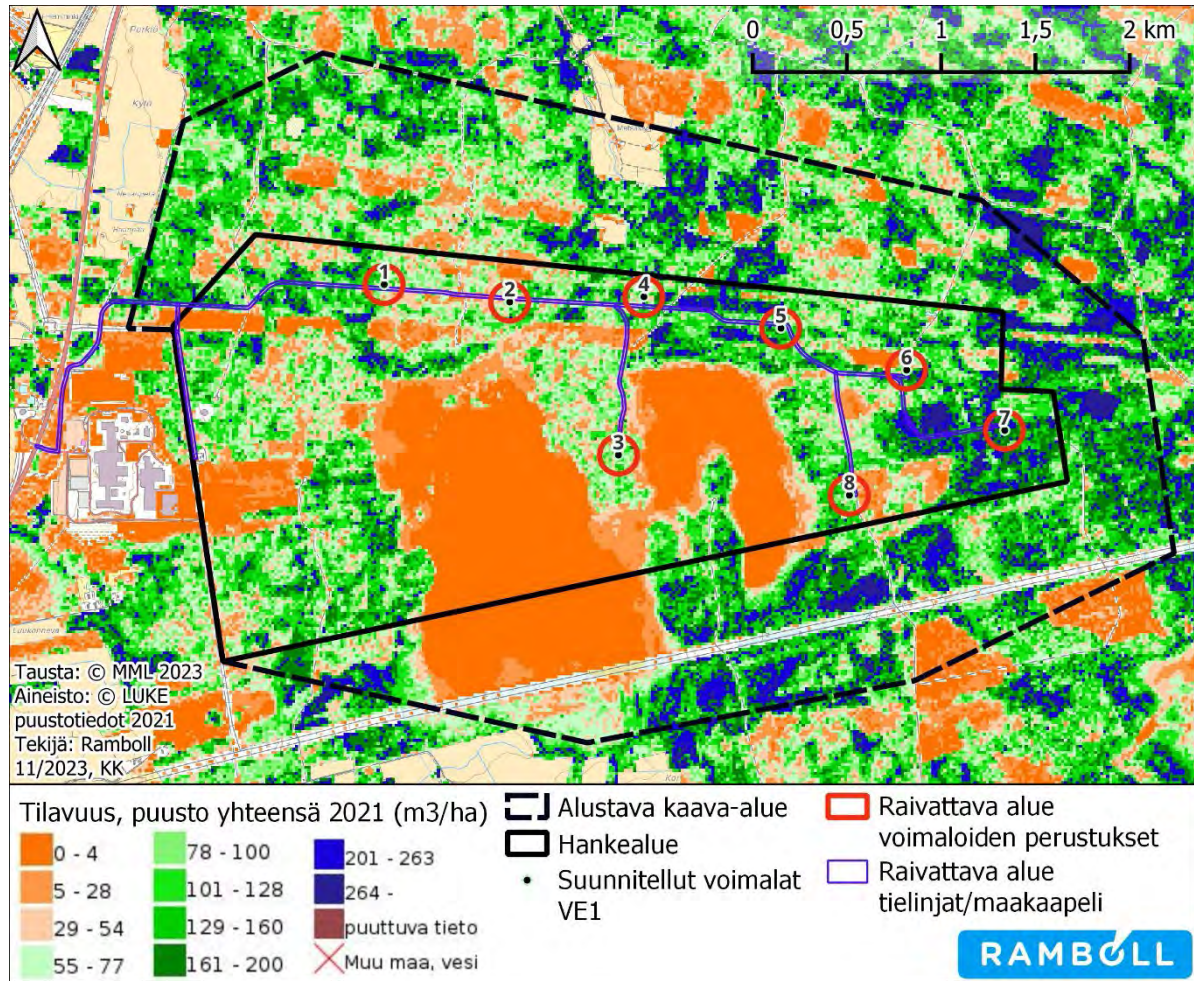 0 0,5 1 1,5 2 km
Parkio
Kytö
1
2
4
5
6
3
7
8
Tausta: © MML 2023
Aineisto: © LUKE
puustotiedot 2021
Tekijä: Ramboll
11/2023, KK
Tilavuus, puusto yhteensä 2021 (m3/ha)
0 - 4
5 - 28
29 - 54
55 - 77
78 - 100
101 - 128
129 - 160
161 - 200
201 - 263
264 -
puuttuva tieto
Muu maa, vesi
Alustava kaava-alue
Hankealue
Suunnitellut voimalat
VE1
Raivattava alue
voimaloiden perustukset
Raivattava alue
tielinjat/maakaapeli
RAMBOLL